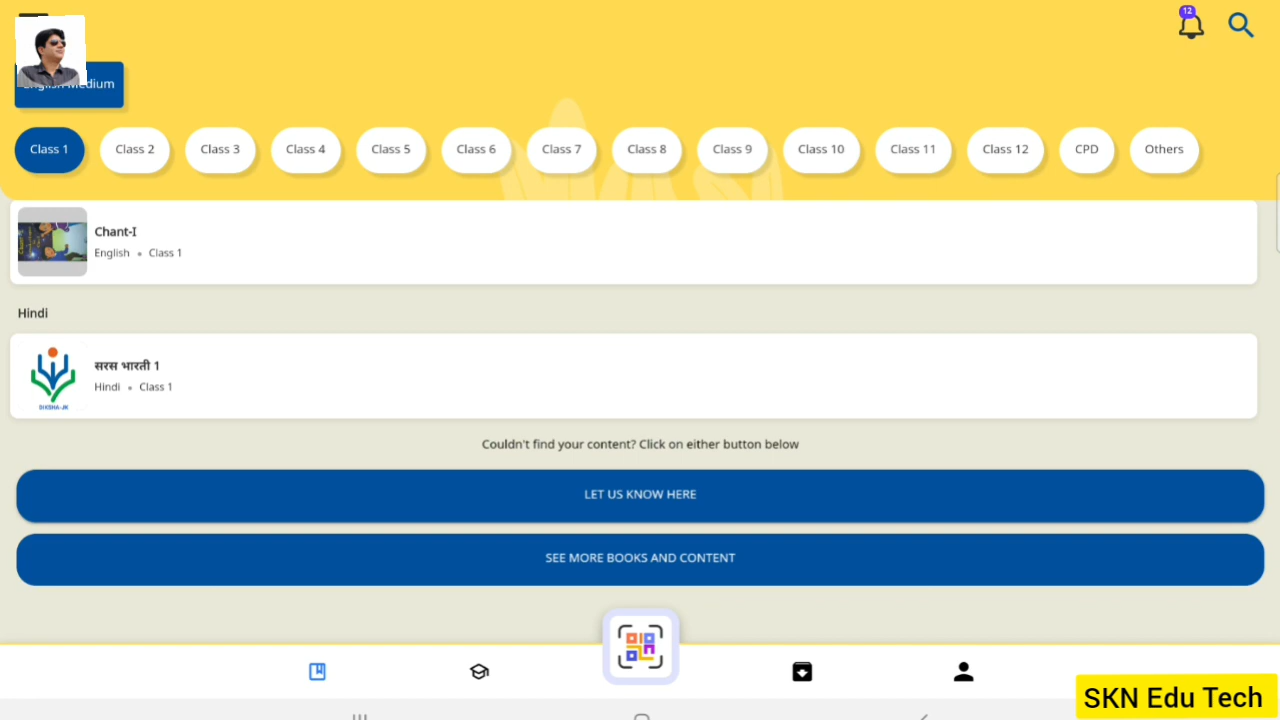 12
English Medium
Class 1
Class 2
Class 3
Class 4
Class 5
Class 6
Class 7
Class 8
Class 9
Class 10
Class 11
Class 12
CPD
Others
Chant-I
English • Class 1
Hindi
सरस भारती 1
Hindi • Class 1
DIKSHA-JK
Couldn't find your content? Click on either button below
LET US KNOW HERE
SEE MORE BOOKS AND CONTENT
SKN Edu Tech